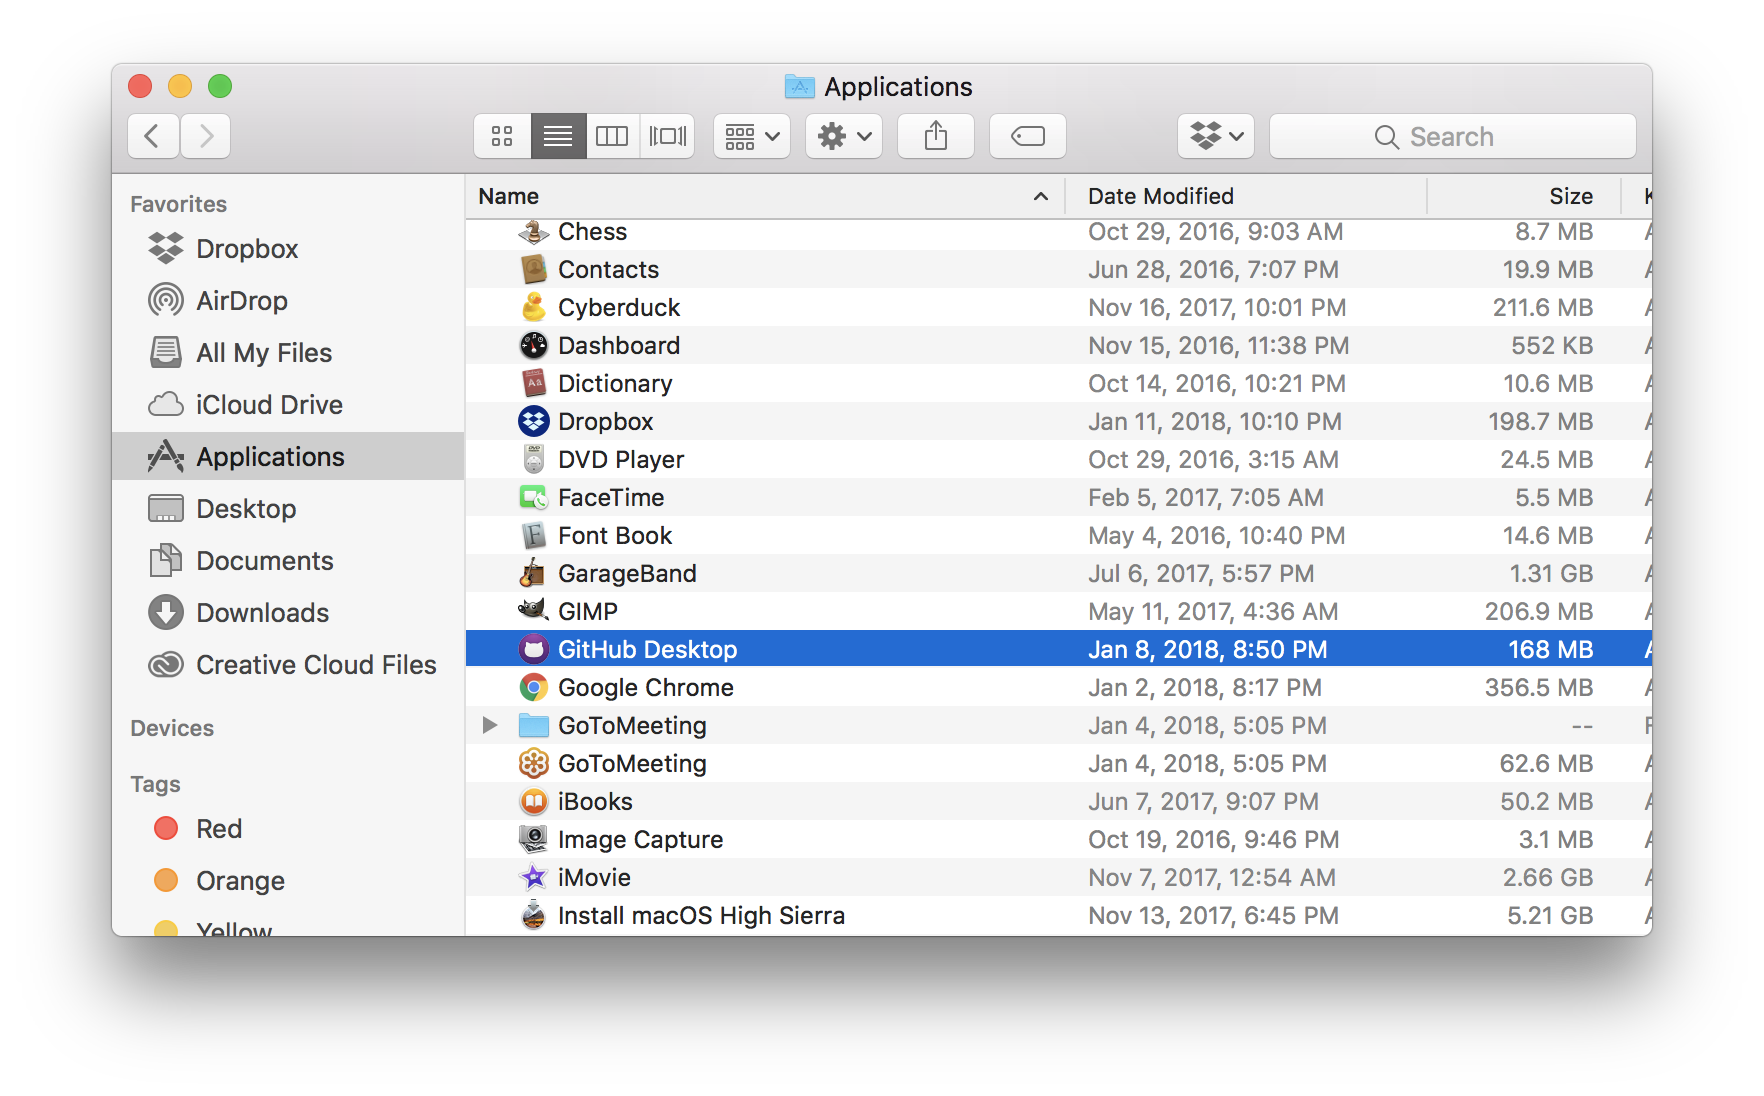 Applications
Search
Favorites
Dropbox
AirDrop
All My Files
iCloud Drive
Applications
Desktop
Documents
Downloads
Creative Cloud Files
Devices
Tags
Red
Orange
Yellow
Name Date Modified Size
Chess Oct 29, 2016, 9:03 AM 8.7 MB
Contacts Jun 28, 2016, 7:07 PM 19.9 MB
Cyberduck Nov 16, 2017, 10:01 PM 211.6 MB
Dashboard Nov 15, 2016, 11:38 PM 552 KB
Dictionary Oct 14, 2016, 10:21 PM 10.6 MB
Dropbox Jan 11, 2018, 10:10 PM 198.7 MB
DVD Player Oct 29, 2016, 3:15 AM 24.5 MB
FaceTime Feb 5, 2017, 7:05 AM 5.5 MB
Font Book May 4, 2016, 10:40 PM 14.6 MB
GarageBand Jul 6, 2017, 5:57 PM 1.31 GB
GIMP May 11, 2017, 4:36 AM 206.9 MB
GitHub Desktop Jan 8, 2018, 8:50 PM 168 MB
Google Chrome Jan 2, 2018, 8:17 PM 356.5 MB
GoToMeeting Jan 4, 2018, 5:05 PM --
GoToMeeting Jan 4, 2018, 5:05 PM 62.6 MB
iBooks Jun 7, 2017, 9:07 PM 50.2 MB
Image Capture Oct 19, 2016, 9:46 PM 3.1 MB
iMovie Nov 7, 2017, 12:54 AM 2.66 GB
Install macOS High Sierra Nov 13, 2017, 6:45 PM 5.21 GB